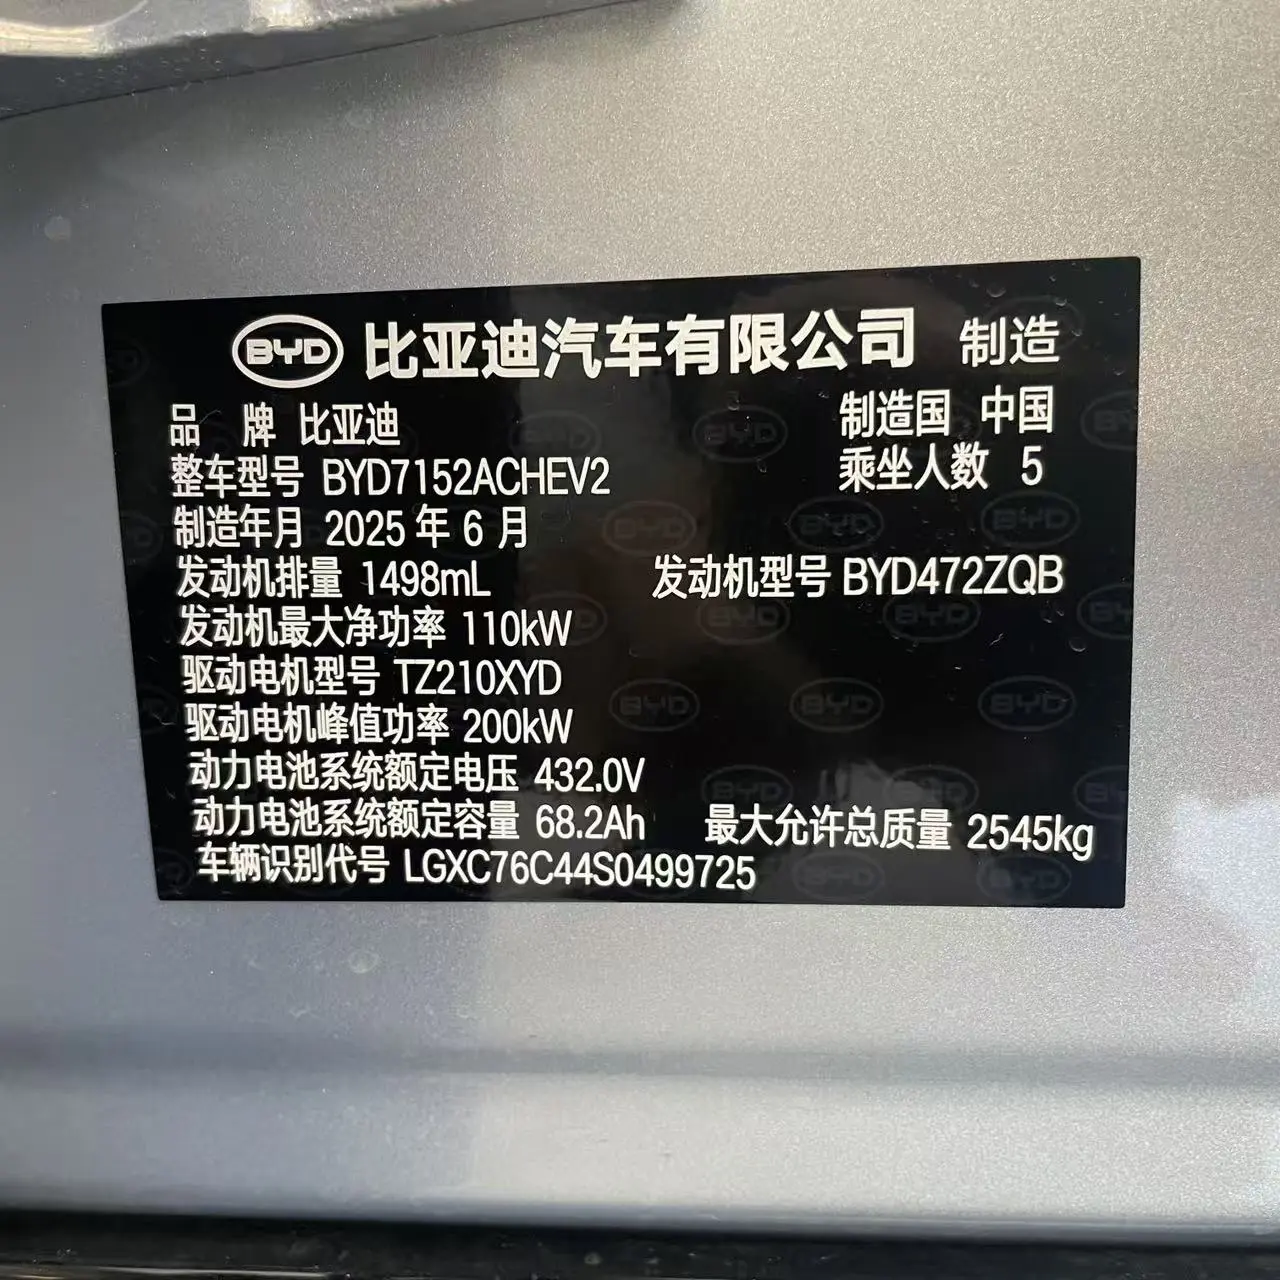 BYD 比亚迪汽车有限公司 制造
品 牌 比亚迪 制造国 中国
整车型号 BYD7152ACHEV2 乘坐人数 5
制造年月 2025 年 6 月
发动机排量 1498mL 发动机型号 BYD472ZQB
发动机最大净功率 110kW
驱动电机型号 TZ210XYD
驱动电机峰值功率 200kW
动力电池系统额定电压 432.0V
动力电池系统额定容量 68.2Ah 最大允许总质量 2545kg
车辆识别代号 LGXC76C44S0499725